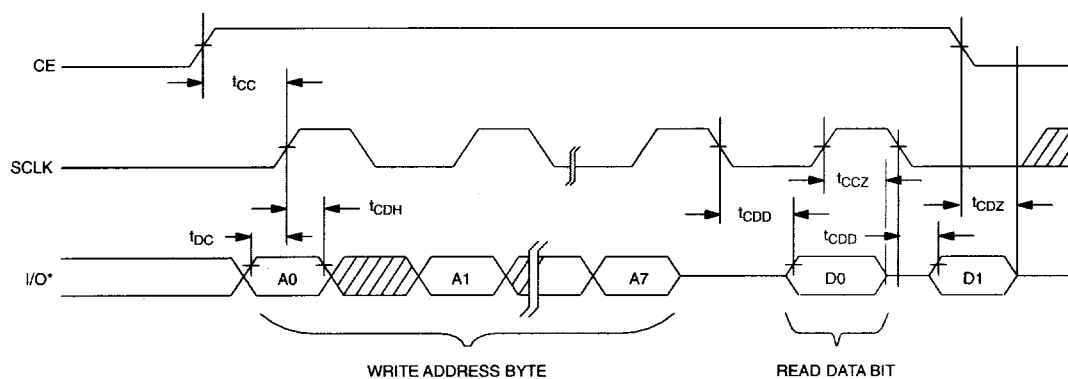 CE
tCC
SCLK
tCCZ
tCDH
tCDD
tCDZ
tDC
tCDD
I/O*
A0
A1
A7
D0
D1
WRITE ADDRESS BYTE
READ DATA BIT